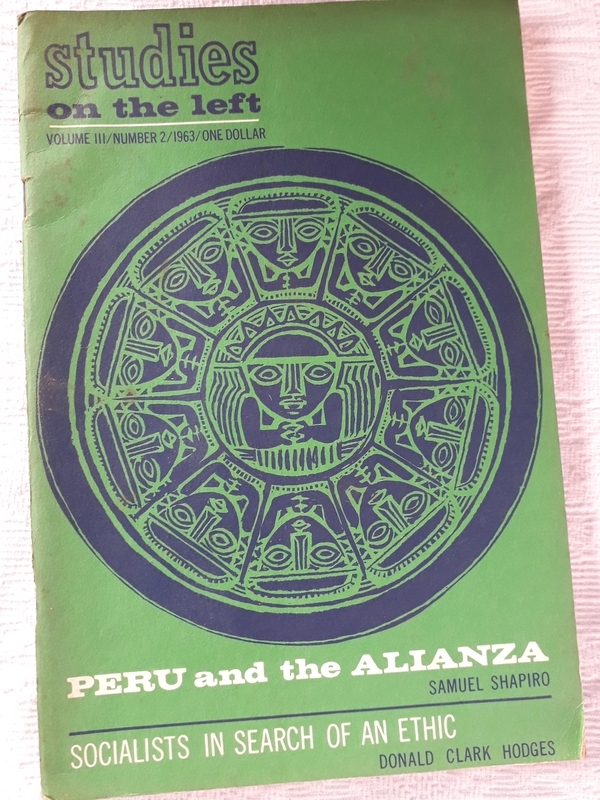 studies
on the left
VOLUME III/NUMBER 2/1963/ONE DOLLAR
PERU and the ALIANZA
SAMUEL SHAPIRO
SOCIALISTS IN SEARCH OF AN ETHIC
DONALD CLARK HODGES